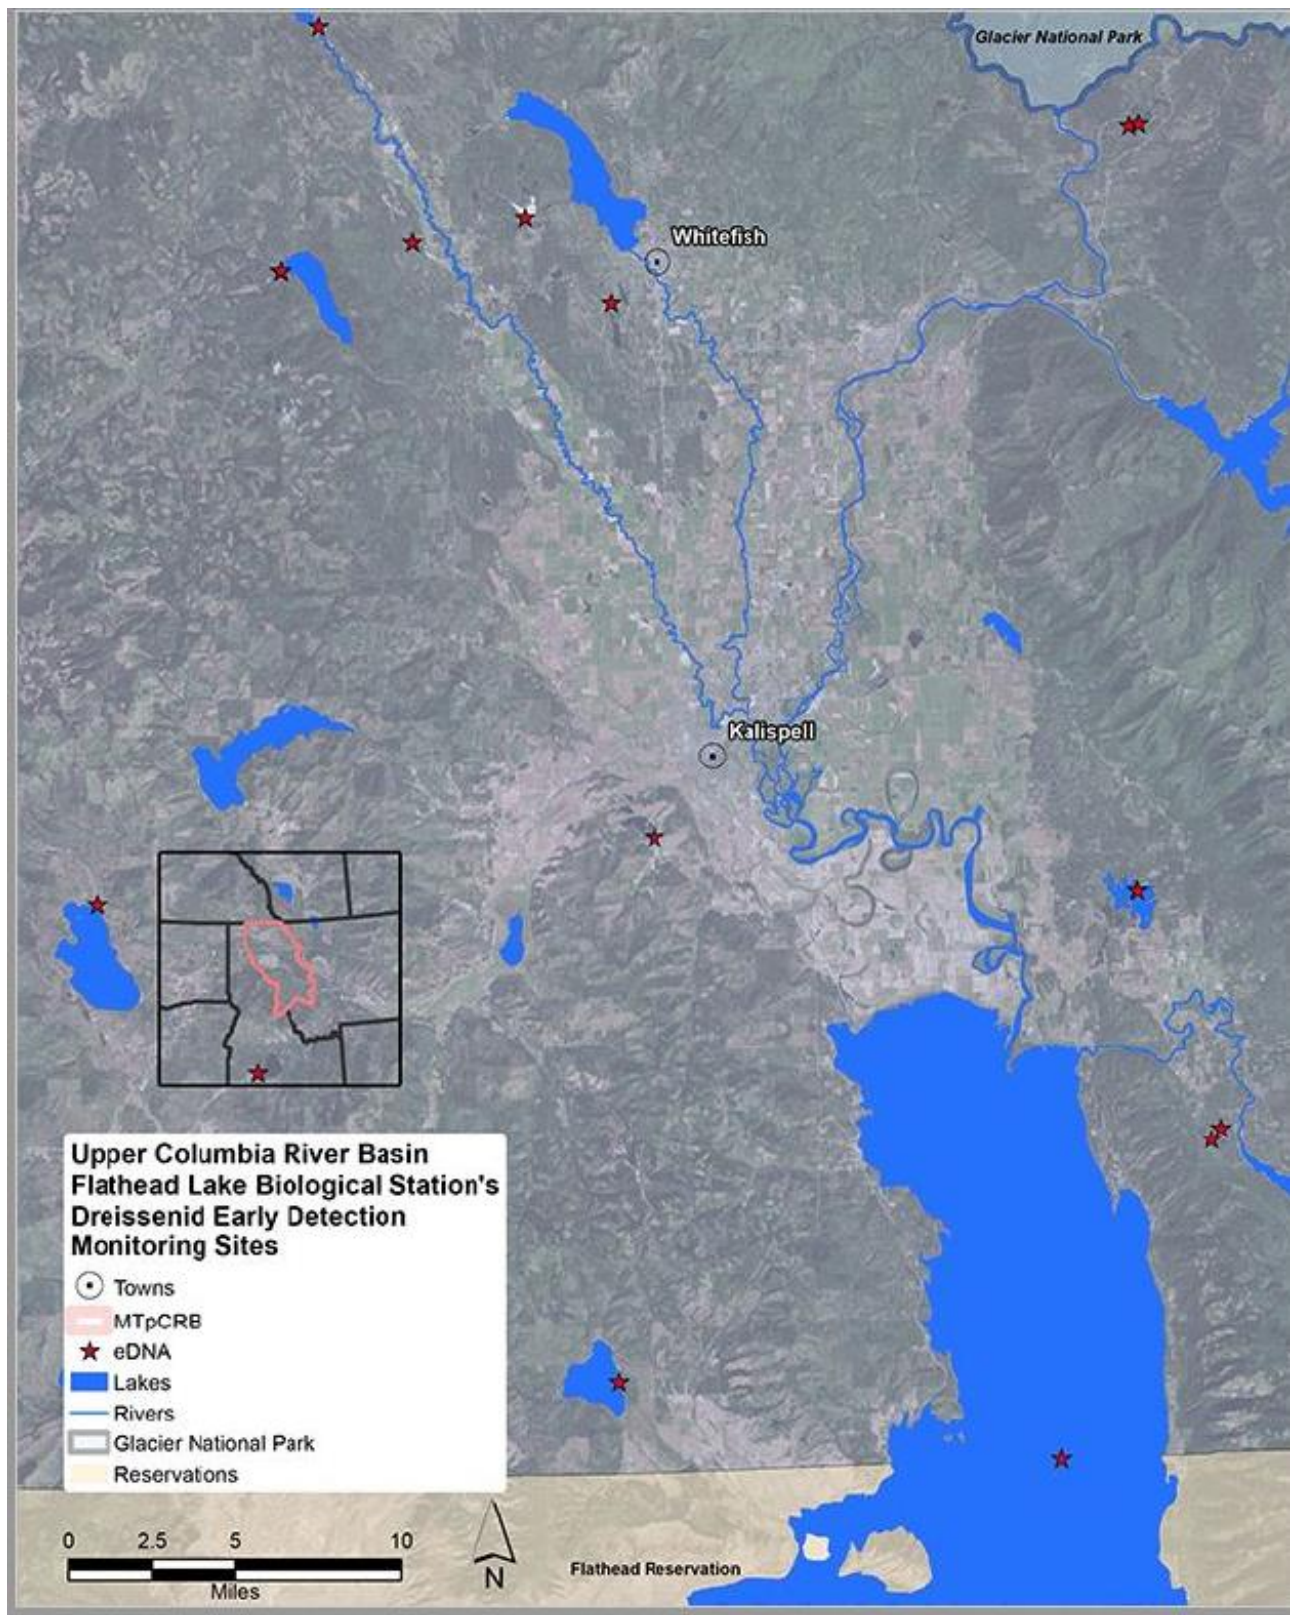 Glacier National Park
Whitefish
Kalispell
Upper Columbia River Basin
Flathead Lake Biological Station's
Dreissenid Early Detection
Monitoring Sites
Towns
MTpCRB
eDNA
Lakes
Rivers
Glacier National Park
Reservations
0 2.5 5 10
Miles
N
Flathead Reservation